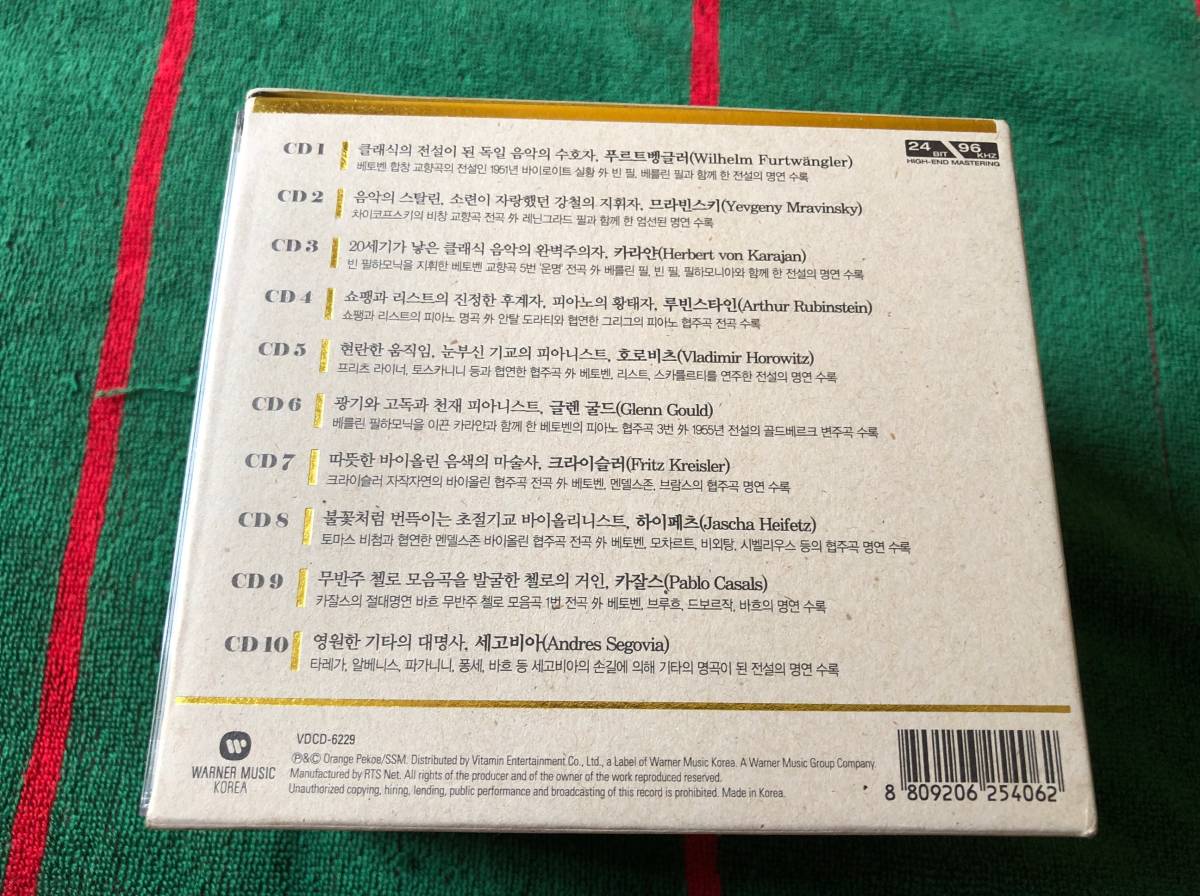 24 BIT 96 KHZ
HIGH-END MASTERING
CD 1 클래식의 전설이 된 독일 음악의 수호자, 푸르트벵글러(Wilhelm Furtwängler)
베토벤 합창 교향곡의 전설인 1951년 바이로이트 실황 外 빈 필, 베를린 필과 함께 한 전설의 명연 수록
CD 2 음악의 스탈린, 소련이 자랑했던 강철의 지휘자, 므라빈스키(Yevgeny Mravinsky)
차이코프스키의 비창 교향곡 전곡 外 레닌그라드 필과 함께 한 엄선된 명연 수록
CD 3 20세기가 낳은 클래식 음악의 완벽주의자, 카라얀(Herbert von Karajan)
빈 필하모닉을 지휘한 베토벤 교향곡 5번 '운명' 전곡 外 베를린 필, 빈 필, 필하모니아와 함께 한 전설의 명연 수록
CD 4 쇼팽과 리스트의 진정한 후계자, 피아노의 황태자, 루빈스타인(Arthur Rubinstein)
쇼팽과 리스트의 피아노 명곡 外 안탈 도라티와 협연한 그리그의 피아노 협주곡 전곡 수록
CD 5 현란한 움직임, 눈부신 기교의 피아니스트, 호로비츠(Vladimir Horowitz)
프리츠 라이너, 토스카니니 등과 협연한 협주곡 外 베토벤, 리스트, 스카를르티를 연주한 전설의 명연 수록
CD 6 광기와 고독과 천재 피아니스트, 글렌 굴드(Glenn Gould)
베를린 필하모닉을 이끈 카라얀과 함께 한 베토벤의 피아노 협주곡 3번 外 1955년 전설의 골드베르크 변주곡 수록
CD 7 따뜻한 바이올린 음색의 마술사, 크라이슬러(Fritz Kreisler)
크라이슬러 자작자연의 바이올린 협주곡 전곡 外 베토벤, 멘델스존, 브람스의 협주곡 명연 수록
CD 8 불꽃처럼 번뜩이는 초절기교 바이올리니스트, 하이페츠(Jascha Heifetz)
토마스 비첨과 협연한 멘델스존 바이올린 협주곡 전곡 外 베토벤, 모차르트, 비외탕, 시벨리우스 등의 협주곡 명연 수록
CD 9 무반주 첼로 모음곡을 발굴한 첼로의 거인, 카잘스(Pablo Casals)
카잘스의 절대명연 바흐 무반주 첼로 모음곡 1번 전곡 外 베토벤, 브루흐, 드보르작, 바흐의 명연 수록
CD 10 영원한 기타의 대명사, 세고비아(Andres Segovia)
타레가, 알베니스, 파가니니, 퐁세, 바흐 등 세고비아의 손길에 의해 기타의 명곡이 된 전설의 명연 수록
WARNER MUSIC
KOREA
VDCD-6229
℗&© Orange Pekoe/SSM. Distributed by Vitamin Entertainment Co., Ltd., a Label of Warner Music Korea. A Warner Music Group Company.
Manufactured by RTS Net. All rights of the producer and of the owner of the work reproduced reserved.
Unauthorized copying, hiring, lending, public performance and broadcasting of this record is prohibited. Made in Korea.
8 809206 254062